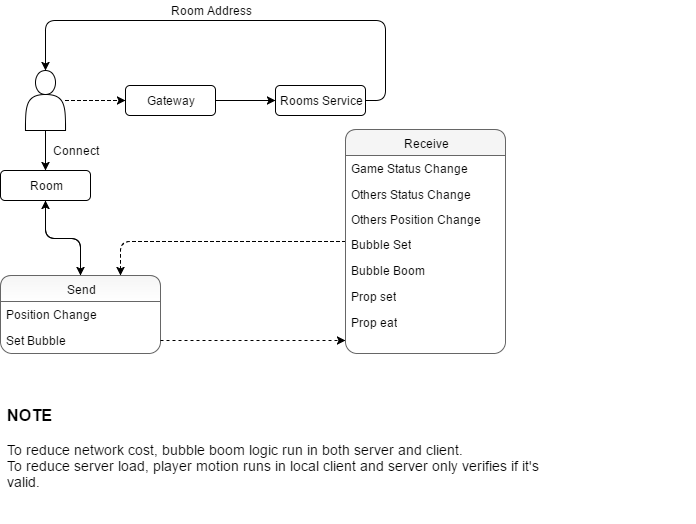 Room Address
Gateway
Rooms Service
Connect
Room
Receive
Game Status Change
Others Status Change
Others Position Change
Bubble Set
Bubble Boom
Prop set
Prop eat
Send
Position Change
Set Bubble
NOTE
To reduce network cost, bubble boom logic run in both server and client.
To reduce server load, player motion runs in local client and server only verifies if it's
valid.